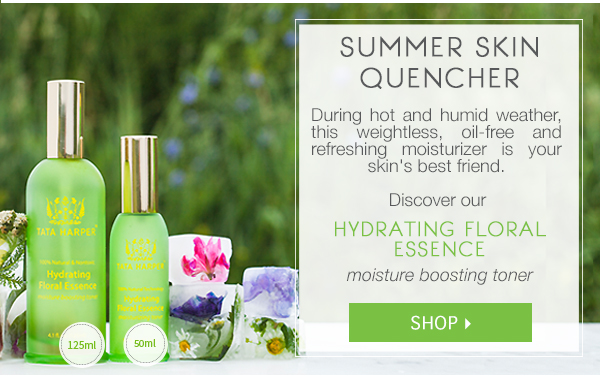 SUMMER SKIN
QUENCHER
During hot and humid weather,
this weightless, oil-free and
refreshing moisturizer is your
skin's best friend.
Discover our
HYDRATING FLORAL
ESSENCE
moisture boosting toner
SHOP
TATA HARPER
Hydrating
Floral Essence
125ml
TATA HARPER
Hydrating
Floral Essence
50ml